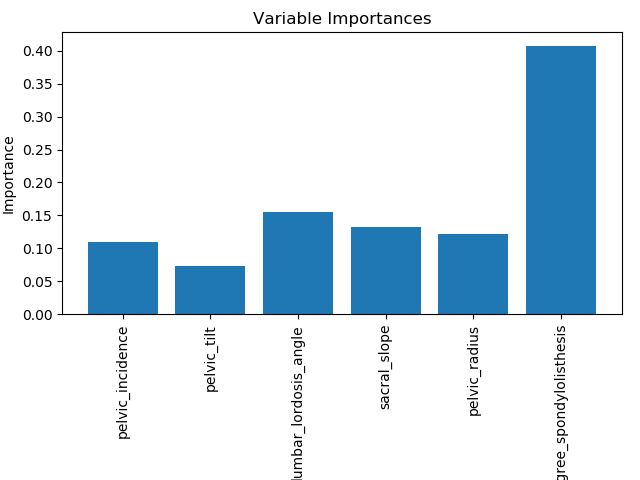 Variable Importances
Importance
0.40
0.35
0.30
0.25
0.20
0.15
0.10
0.05
0.00
pelvic_incidence
pelvic_tilt
lumbar_lordosis_angle
sacral_slope
pelvic_radius
gree_spondylolisthesis